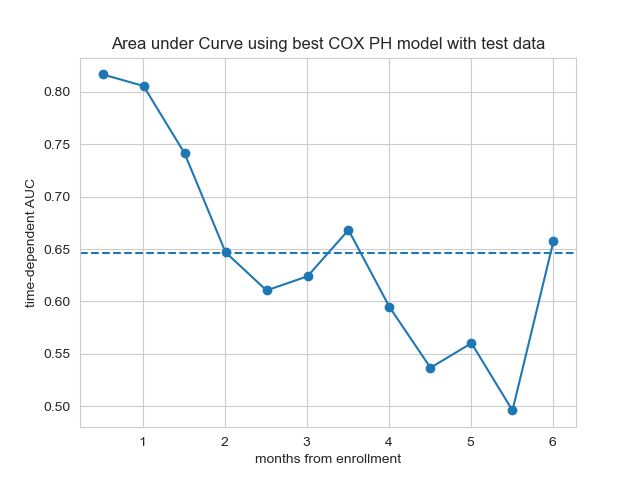 Area under Curve using best COX PH model with test data
time-dependent AUC
0.80
0.75
0.70
0.65
0.60
0.55
0.50
1 2 3 4 5 6
months from enrollment